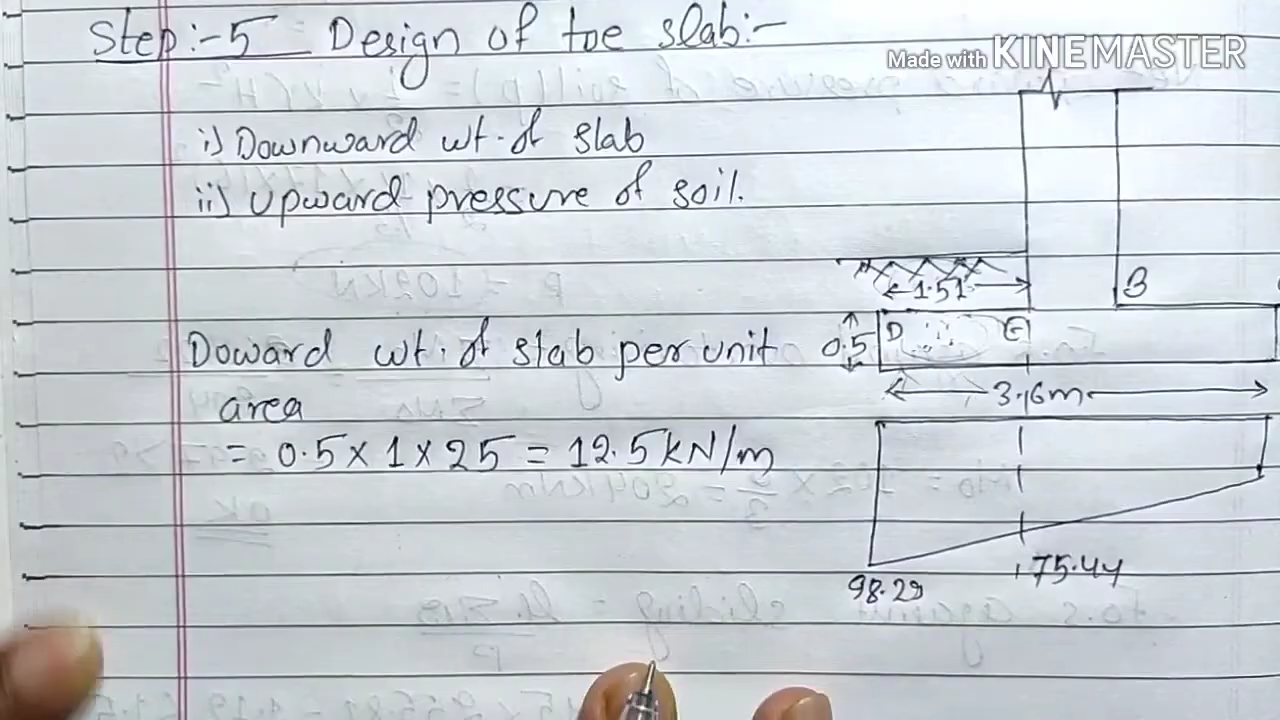 Step:-5 Design of toe slab:-
Made with KINEMASTER
i) Downward wt. of slab
ii) Upward pressure of soil.
1.51
B
Doward wt. of slab per unit
0.5
D
area
3.16m
= 0.5 × 1 × 25 = 12.5 KN/m
98.29
75.44